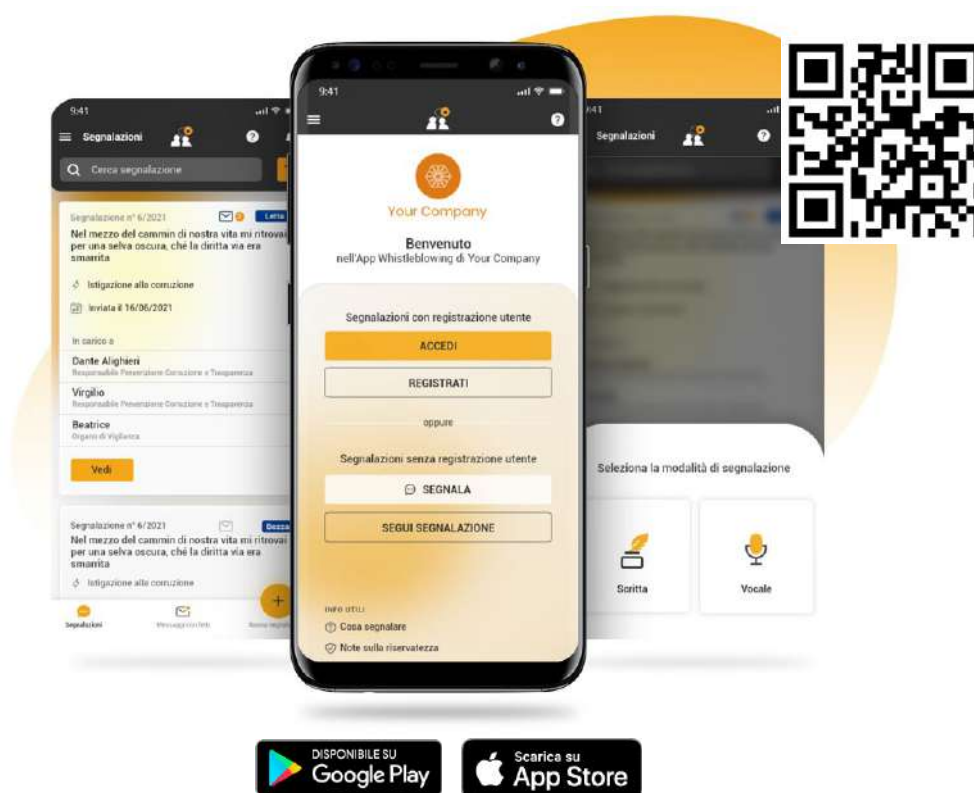 9:41
Segnalazioni
Cerca segnalazione
Segnalazione n° 6/2021
Letta
Nel mezzo del cammin di nostra vita mi ritrovai
per una selva oscura, ché la diritta via era
smarrita
Istigazione alla corruzione
Inviata il 16/06/2021
In carico a
Dante Alighieri
Responsabile Prevenzione Corruzione e Trasparenza
Virgilio
Responsabile Prevenzione Corruzione e Trasparenza
Beatrice
Organo di Vigilanza
Vedi
Segnalazione n° 6/2021
Nel mezzo del cammin di nostra vita mi ritrovai
per una selva oscura, ché la diritta via era
smarrita
Istigazione alla corruzione
Segnalazioni
9:41
Your Company
Benvenuto
nell'App Whistleblowing di Your Company
Segnalazioni con registrazione utente
ACCEDI
REGISTRATI
oppure
Segnalazioni senza registrazione utente
SEGNALA
SEGUI SEGNALAZIONE
INFO UTILI
Cosa segnalare
Note sulla riservatezza
Segnalazioni
Seleziona la modalità di segnalazione
Scritta
Vocale
DISPONIBILE SU
Google Play
Scarica su
App Store